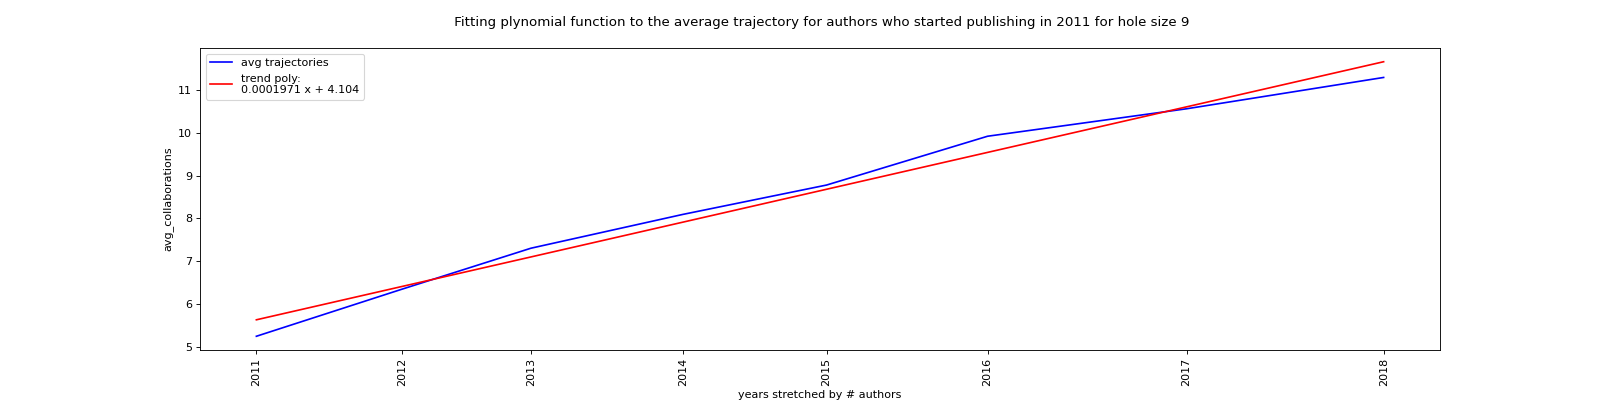 Fitting plynomial function to the average trajectory for authors who started publishing in 2011 for hole size 9
avg trajectories
trend poly:
0.0001971 x + 4.104
11
10
9
8
7
6
5
avg_collaborations
2011
2012
2013
2014
2015
2016
2017
2018
years stretched by # authors